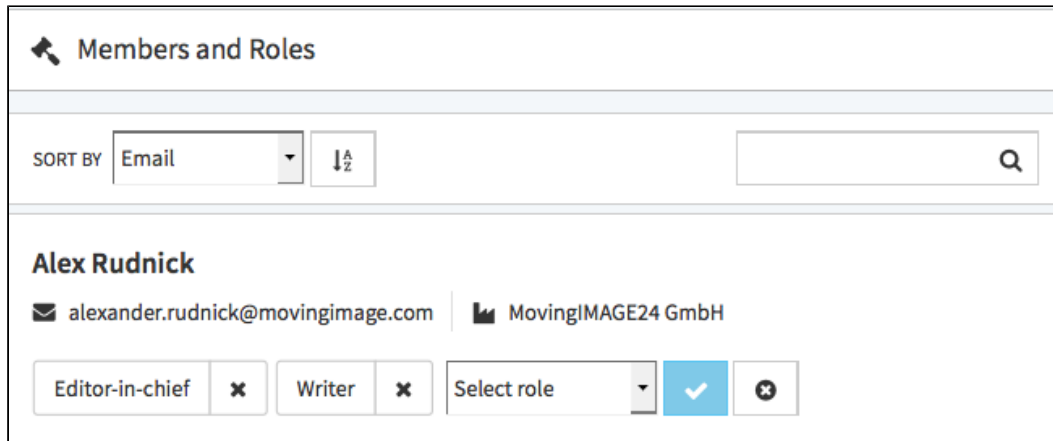 Members and Roles
SORT BY Email
Alex Rudnick
alexander.rudnick@movingimage.com MovingIMAGE24 GmbH
Editor-in-chief Writer Select role